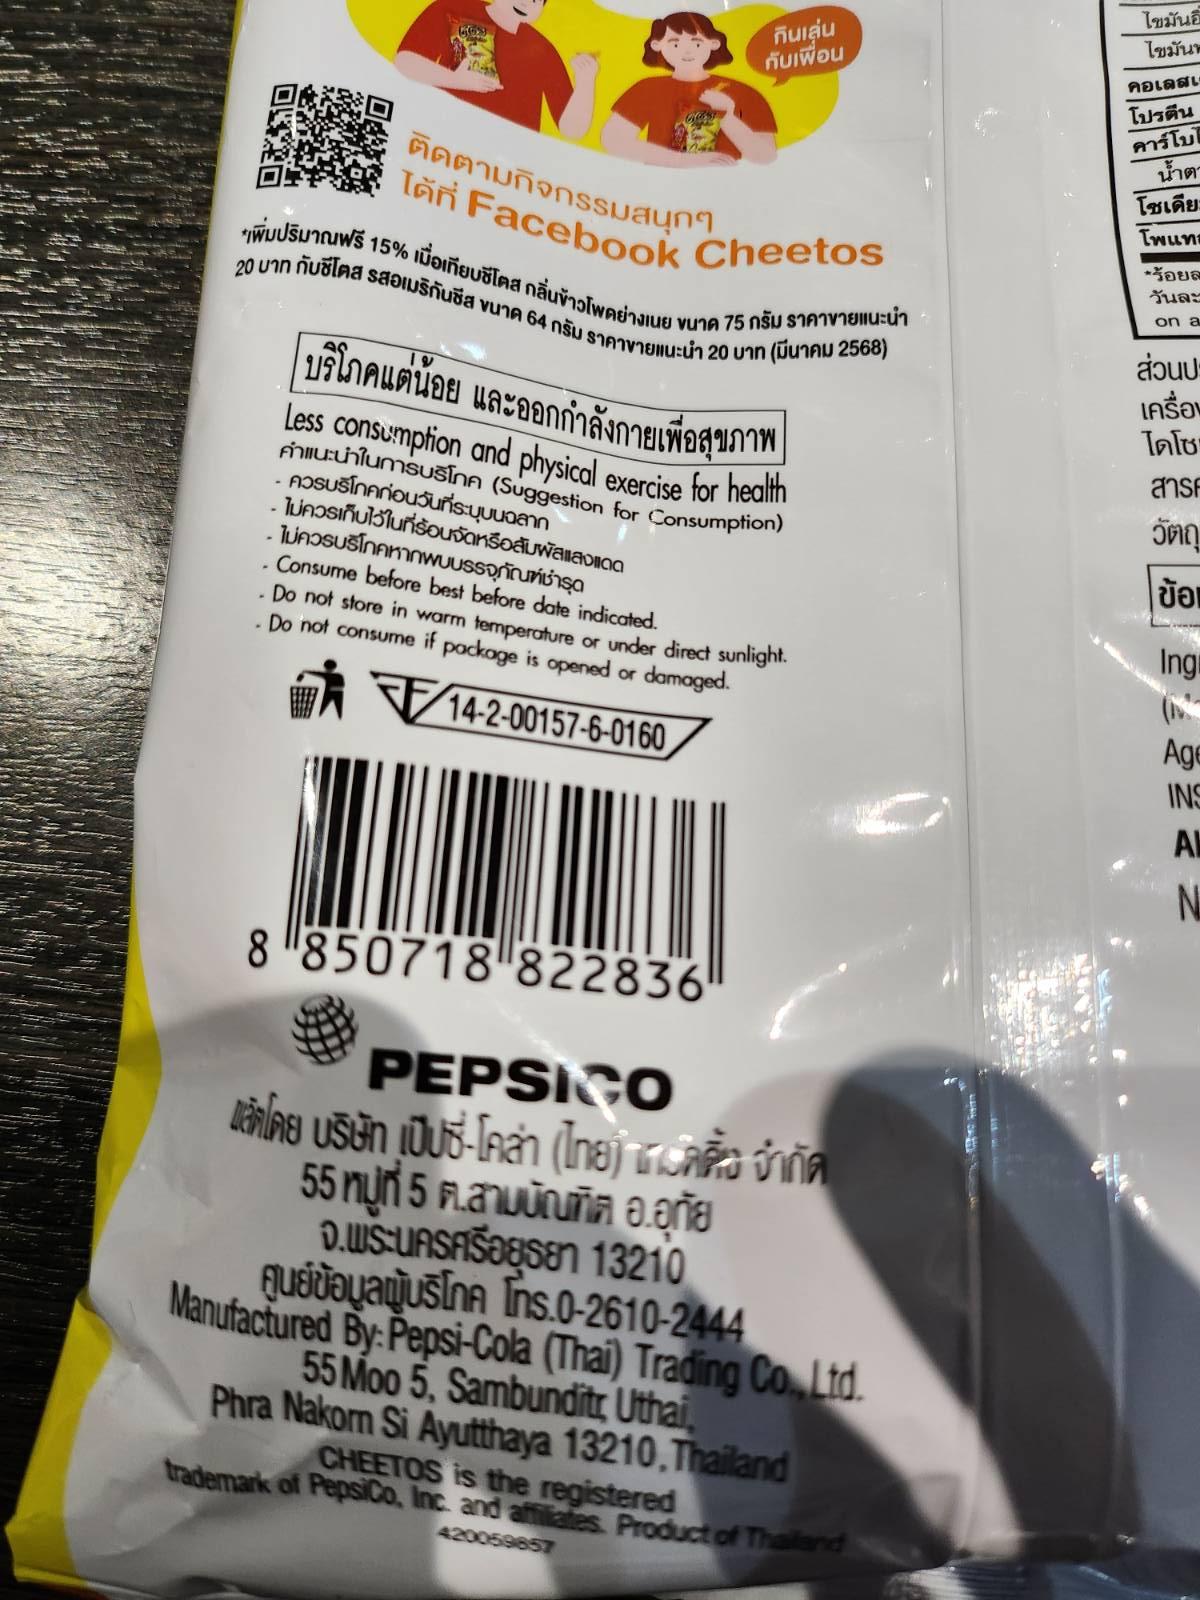 กินเล่น
กับเพื่อน
ติดตามกิจกรรมสนุกๆ
ได้ที่ Facebook Cheetos
*เพิ่มปริมาณฟรี 15% เมื่อเทียบชีโตส กลิ่นข้าวโพดย่างเนย ขนาด 75 กรัม ราคาขายแนะนำ
20 บาท กับชีโตส รสอเมริกันชีส ขนาด 64 กรัม ราคาขายแนะนำ 20 บาท (มีนาคม 2568)
บริโภคแต่น้อย และออกกำลังกายเพื่อสุขภาพ
Less consumption and physical exercise for health
คำแนะนำในการบริโภค (Suggestion for Consumption)
- ควรบริโภคก่อนวันที่ระบุบนฉลาก
- ไม่ควรเก็บไว้ในที่ร้อนจัดหรือสัมผัสแสงแดด
- ไม่ควรบริโภคหากพบบรรจุภัณฑ์ชำรุด
- Consume before best before date indicated.
- Do not store in warm temperature or under direct sunlight.
- Do not consume if package is opened or damaged.
14-2-00157-6-0160
8 850718 822836
PEPSICO
ผลิตโดย บริษัท เป๊ปซี่-โคล่า (ไทย) เทรดดิ้ง จำกัด
55 หมู่ที่ 5 ต.สามบัณฑิต อ.อุทัย
จ.พระนครศรีอยุธยา 13210
ศูนย์ข้อมูลผู้บริโภค โทร.0-2610-2444
Manufactured By: Pepsi-Cola (Thai) Trading Co., Ltd.
55 Moo 5, Sambunditr, Uthai,
Phra Nakorn Si Ayutthaya 13210, Thailand
CHEETOS is the registered
trademark of PepsiCo, Inc. and affiliates. Product of Thailand
420059857
โปรตีน
on a